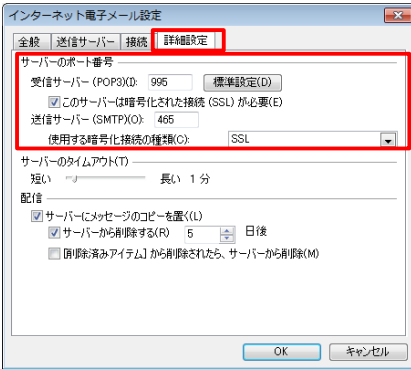 インターネット電子メール設定
全般 送信サーバー 接続 詳細設定
サーバーのポート番号
受信サーバー (POP3)(I): 995 標準設定(D)
このサーバーは暗号化された接続 (SSL) が必要(E)
送信サーバー (SMTP)(O): 465
使用する暗号化接続の種類(C): SSL
サーバーのタイムアウト(T)
短い 長い 1 分
配信
サーバーにメッセージのコピーを置く(L)
サーバーから削除する(R) 5 日後
[削除済みアイテム] から削除されたら、サーバーから削除(M)
OK キャンセル